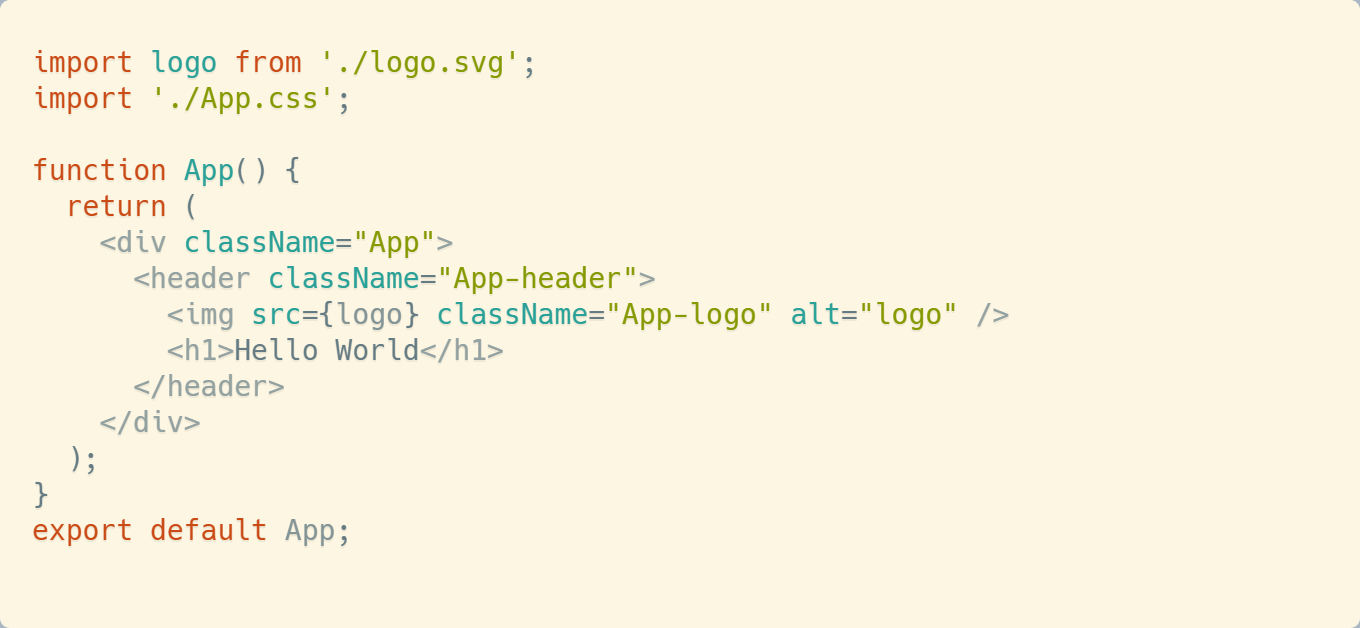 import logo from './logo.svg';
import './App.css';

function App() {
  return (
    <div className="App">
      <header className="App-header">
        <img src={logo} className="App-logo" alt="logo" />
        <h1>Hello World</h1>
      </header>
    </div>
  );
}
export default App;